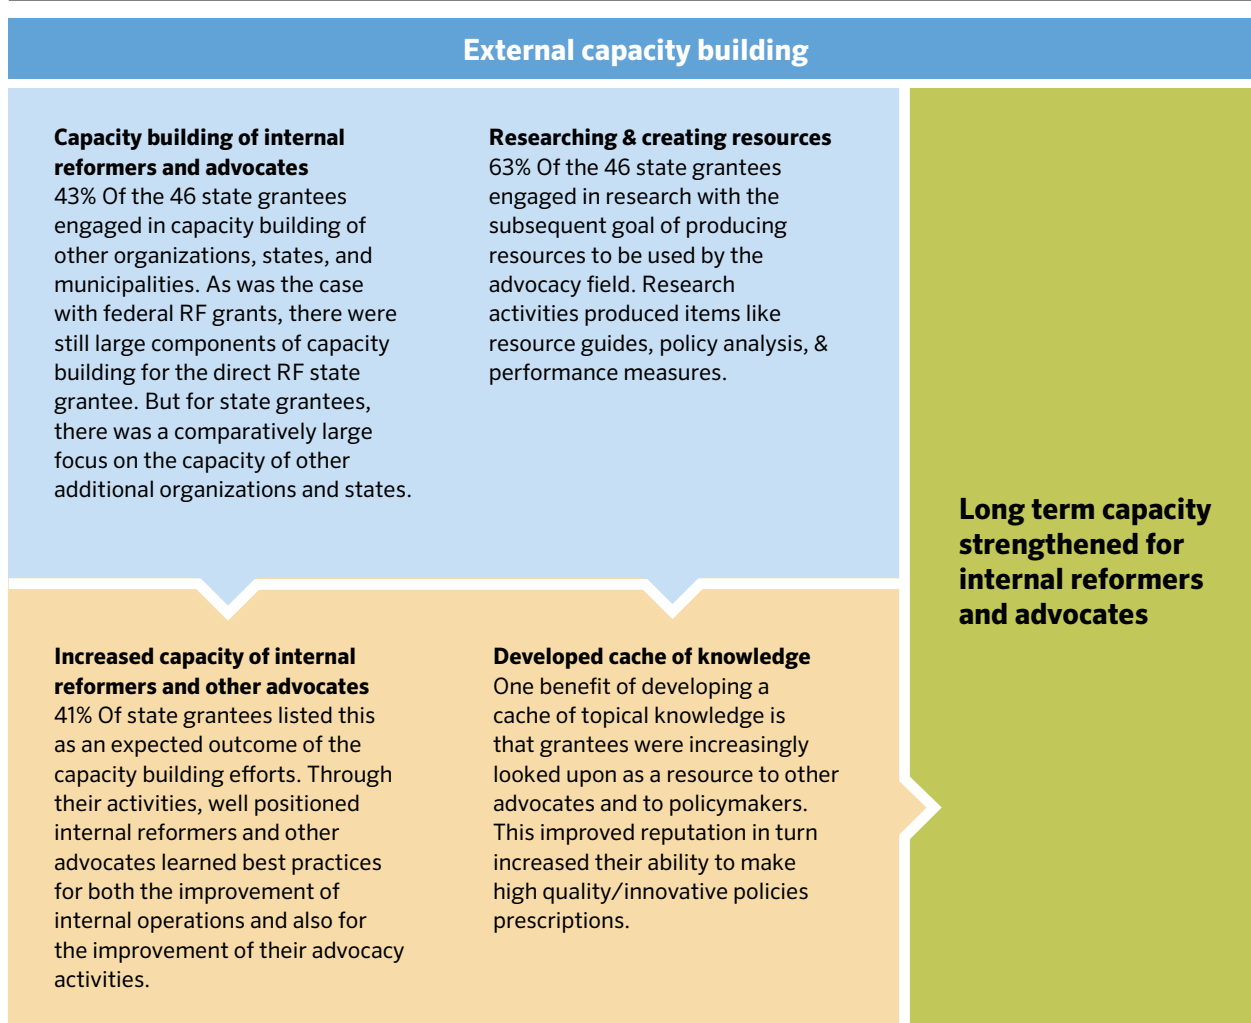 External capacity building
Capacity building of internal
reformers and advocates
43% Of the 46 state grantees
engaged in capacity building of
other organizations, states, and
municipalities. As was the case
with federal RF grants, there were
still large components of capacity
building for the direct RF state
grantee. But for state grantees,
there was a comparatively large
focus on the capacity of other
additional organizations and states.
Researching & creating resources
63% Of the 46 state grantees
engaged in research with the
subsequent goal of producing
resources to be used by the
advocacy field. Research
activities produced items like
resource guides, policy analysis, &
performance measures.
Increased capacity of internal
reformers and other advocates
41% Of state grantees listed this
as an expected outcome of the
capacity building efforts. Through
their activities, well positioned
internal reformers and other
advocates learned best practices
for both the improvement of
internal operations and also for
the improvement of their advocacy
activities.
Developed cache of knowledge
One benefit of developing a
cache of topical knowledge is
that grantees were increasingly
looked upon as a resource to other
advocates and to policymakers.
This improved reputation in turn
increased their ability to make
high quality/innovative policies
prescriptions.
Long term capacity
strengthened for
internal reformers
and advocates